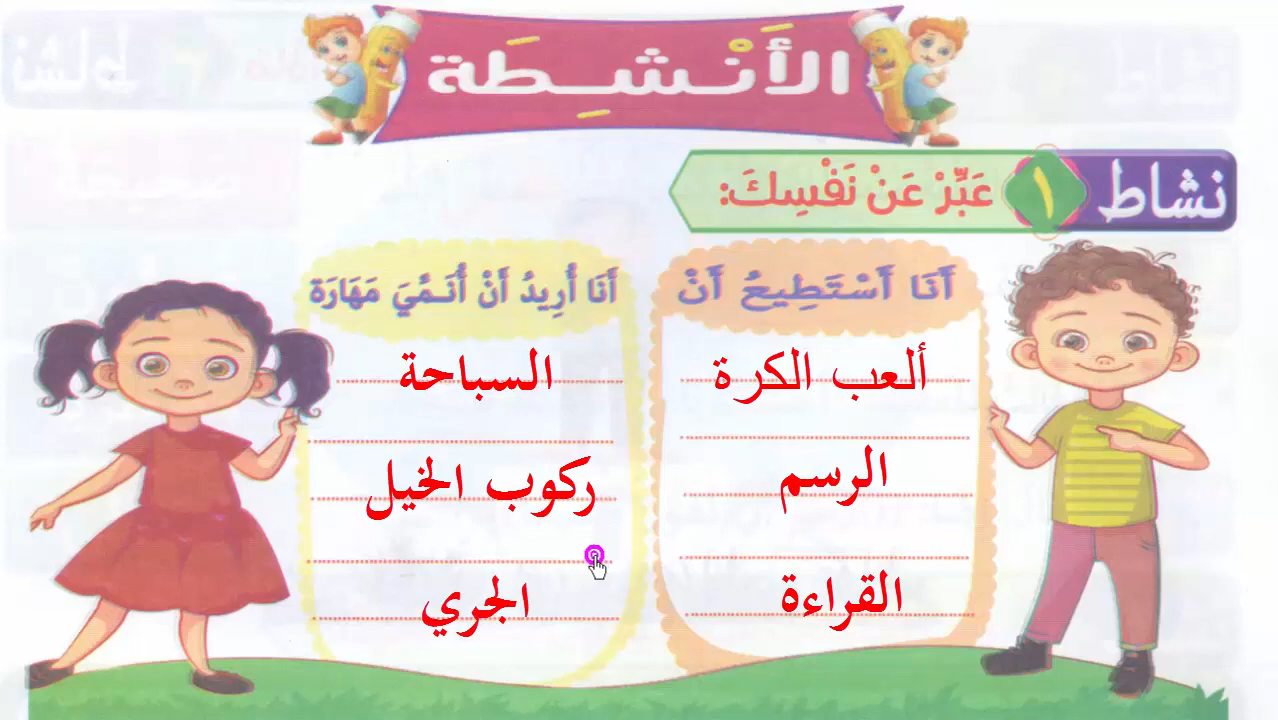 الأَنْشِطَة
نشاط ١ عَبِّرْ عَنْ نَفْسِكَ:
أَنَا أَسْتَطِيعُ أَنْ
ألعب الكرة
الرسم
القراءة
أَنَا أُرِيدُ أَنْ أُنَمِّيَ مَهَارَة
السباحة
ركوب الخيل
الجري